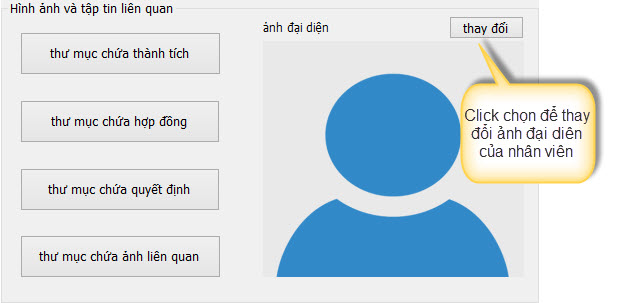 Hình ảnh và tập tin liên quan
ảnh đại diện
thay đổi
thư mục chứa thành tích
thư mục chứa hợp đồng
thư mục chứa quyết định
thư mục chứa ảnh liên quan
Click chọn để thay
đổi ảnh đại diên
của nhân viên